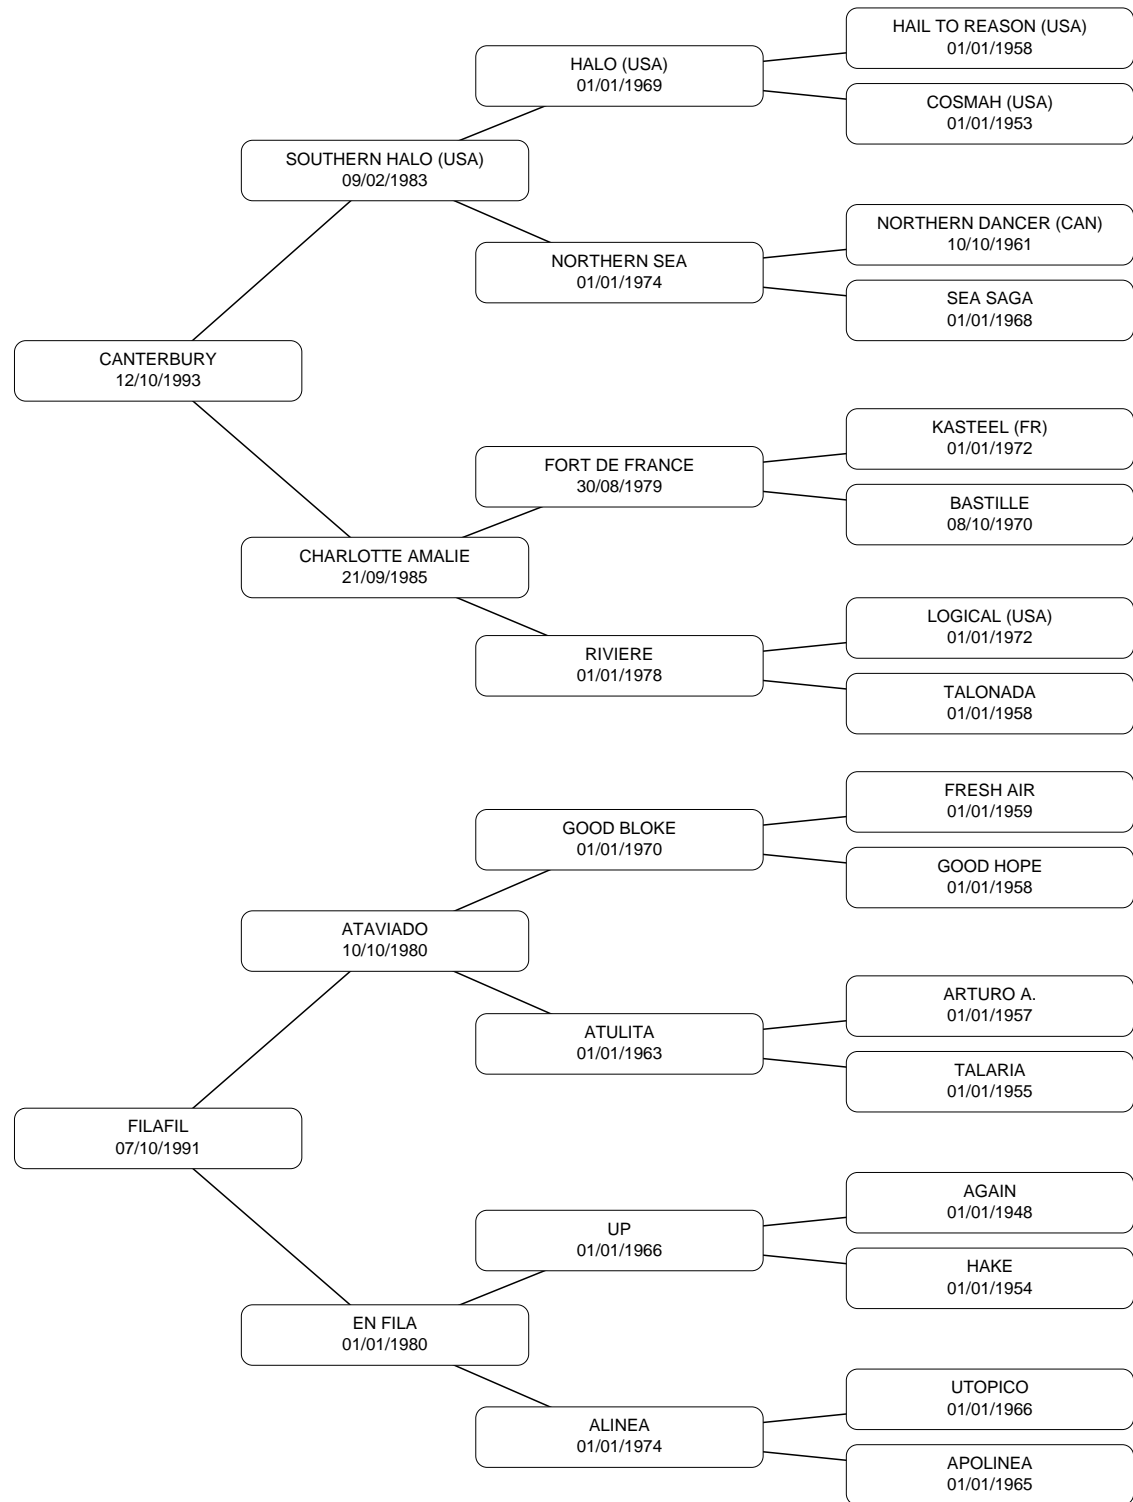 HAIL TO REASON (USA)
01/01/1958
HALO (USA)
01/01/1969
COSMAH (USA)
01/01/1953
SOUTHERN HALO (USA)
09/02/1983
NORTHERN DANCER (CAN)
10/10/1961
NORTHERN SEA
01/01/1974
SEA SAGA
01/01/1968
CANTERBURY
12/10/1993
KASTEEL (FR)
01/01/1972
FORT DE FRANCE
30/08/1979
BASTILLE
08/10/1970
CHARLOTTE AMALIE
21/09/1985
LOGICAL (USA)
01/01/1972
RIVIERE
01/01/1978
TALONADA
01/01/1958
FRESH AIR
01/01/1959
GOOD BLOKE
01/01/1970
GOOD HOPE
01/01/1958
ATAVIADO
10/10/1980
ARTURO A.
01/01/1957
ATULITA
01/01/1963
TALARIA
01/01/1955
FILAFIL
07/10/1991
AGAIN
01/01/1948
UP
01/01/1966
HAKE
01/01/1954
EN FILA
01/01/1980
UTOPICO
01/01/1966
ALINEA
01/01/1974
APOLINEA
01/01/1965